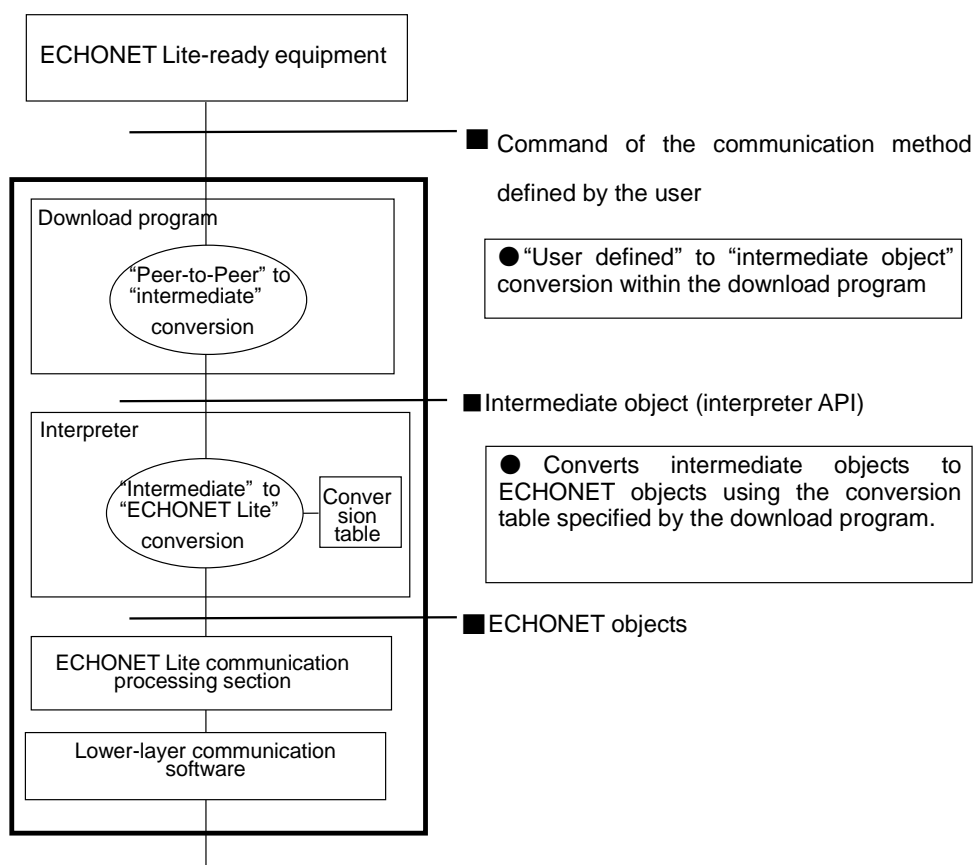 ECHONET Lite-ready equipment
■ Command of the communication method
defined by the user
Download program
“Peer-to-Peer” to
“intermediate”
conversion
●“User defined” to “intermediate object”
conversion within the download program
■Intermediate object (interpreter API)
Interpreter
“Intermediate” to
“ECHONET Lite”
conversion
Conver
sion
table
● Converts intermediate objects to
ECHONET objects using the conversion
table specified by the download program.
■ECHONET objects
ECHONET Lite communication
processing section
Lower-layer communication
software